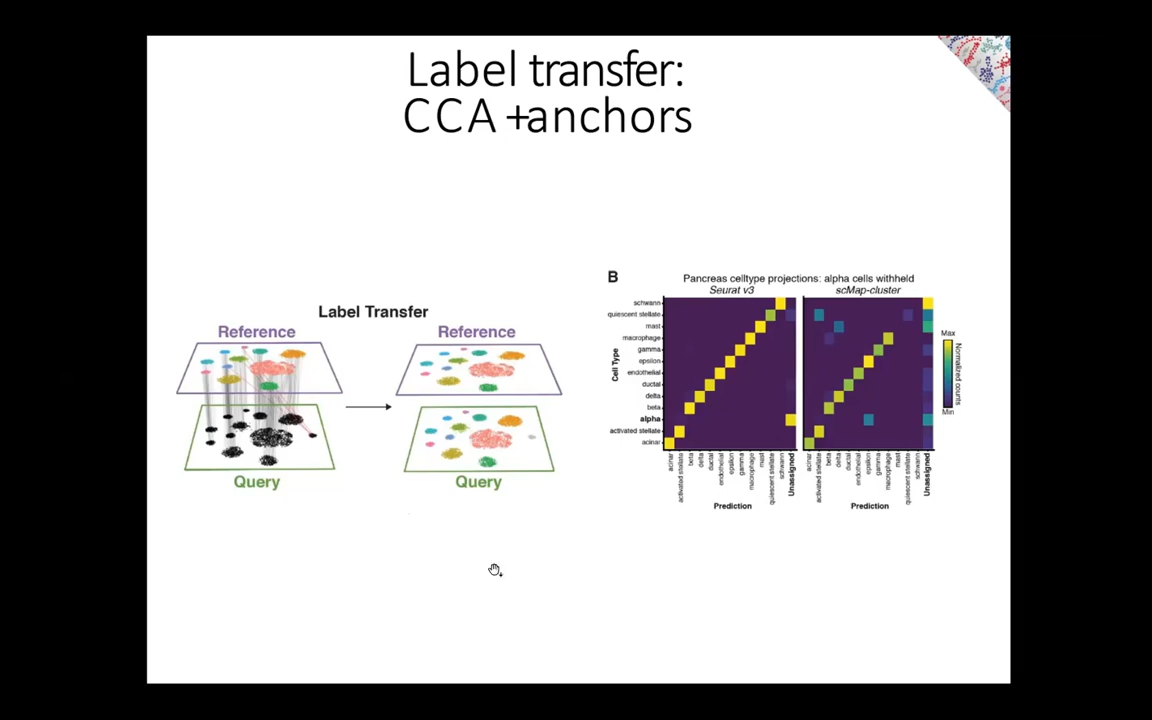 Label transfer:
CCA +anchors
Label Transfer
Reference
Reference
Query
Query
B
Pancreas celltype projections: alpha cells withheld
Seurat v3
scMap-cluster
Cell Type
schwann
quiescent stellate
mast
macrophage
gamma
epsilon
endothelial
ductal
delta
beta
alpha
activated stellate
acinar
acinar
activated stellate
beta
delta
ductal
endothelial
epsilon
gamma
macrophage
mast
quiescent stellate
schwann
Unassigned
Prediction
acinar
activated stellate
beta
delta
ductal
endothelial
epsilon
gamma
macrophage
mast
quiescent stellate
schwann
Unassigned
Prediction
Max
Normalized counts
Min